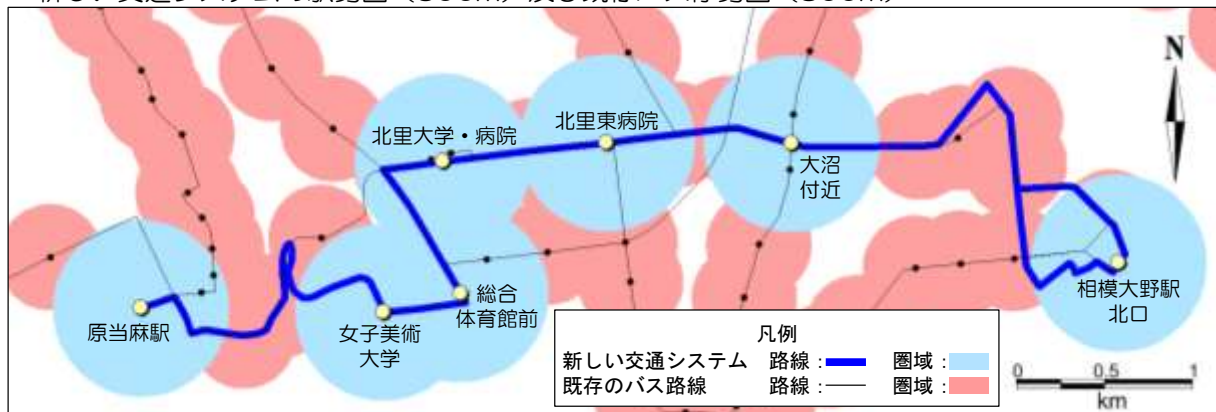 N
北里大学・病院
北里東病院
大沼
付近
相模大野駅
北口
原当麻駅
女子美術
大学
総合
体育館前
凡例
新しい交通システム 路線： 圏域：
既存のバス路線 路線： 圏域：
0 0.5 1
km